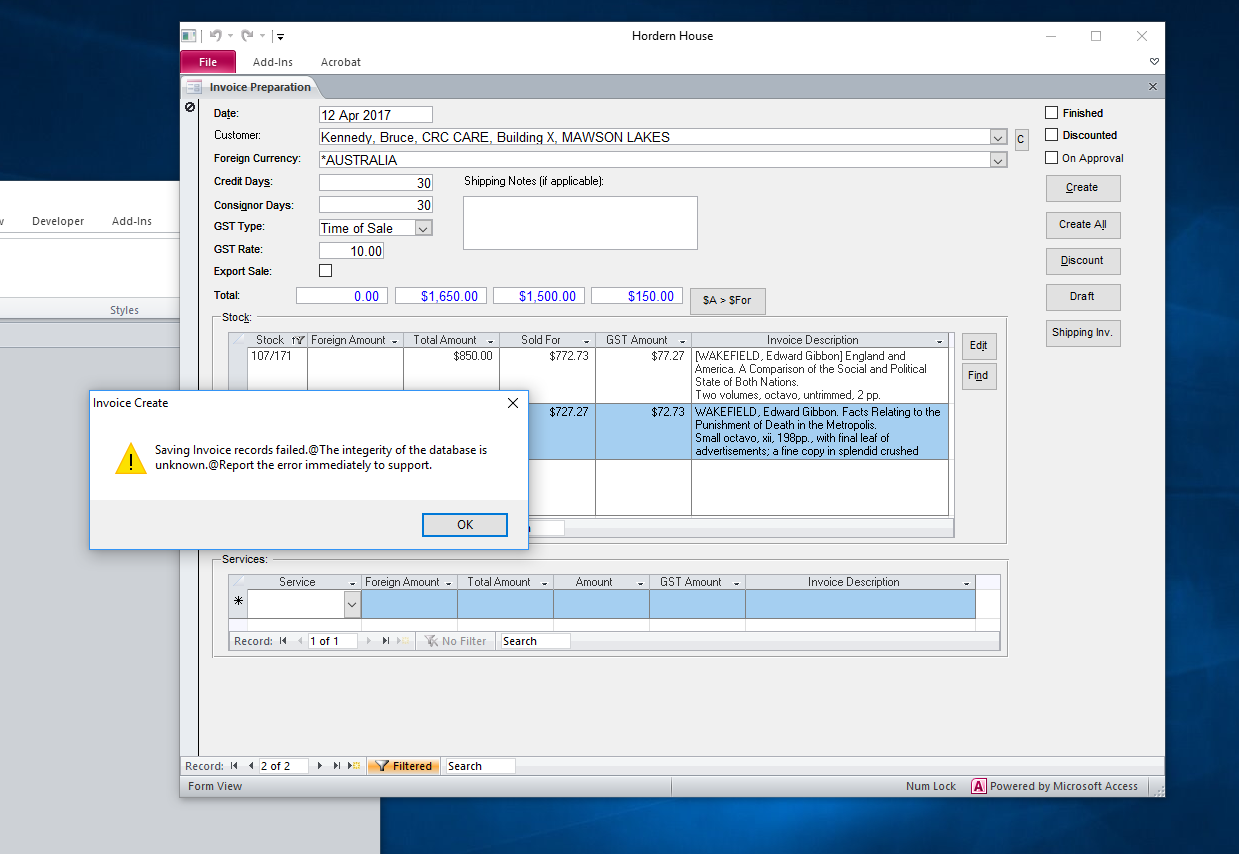 Hordern House
File Add-Ins Acrobat
Invoice Preparation
Date: 12 Apr 2017
Finished
Customer: Kennedy, Bruce, CRC CARE, Building X, MAWSON LAKES C
Discounted
Foreign Currency: *AUSTRALIA
On Approval
Credit Days: 30 Shipping Notes (if applicable):
Create
Consignor Days: 30
GST Type: Time of Sale
Create All
GST Rate: 10.00
Discount
Export Sale:
Total: 0.00 $1,650.00 $1,500.00 $150.00 $A > $For
Draft
Shipping Inv.
Developer Add-Ins
Styles
Stock:
Stock Foreign Amount Total Amount Sold For GST Amount Invoice Description
107/171 $850.00 $772.73 $77.27 [WAKEFIELD, Edward Gibbon] England and
America. A Comparison of the Social and Political
State of Both Nations.
Two volumes, octavo, untrimmed, 2 pp.
Edit
Find
$727.27 $72.73 WAKEFIELD, Edward Gibbon. Facts Relating to the
Punishment of Death in the Metropolis.
Small octavo, xii, 198pp., with final leaf of
advertisements; a fine copy in splendid crushed
Invoice Create
Saving Invoice records failed.@The integerity of the database is
unknown.@Report the error immediately to support.
OK
Services:
Service Foreign Amount Total Amount Amount GST Amount Invoice Description
Record: 1 of 1 No Filter Search
Record: 2 of 2 Filtered Search
Form View Num Lock A Powered by Microsoft Access